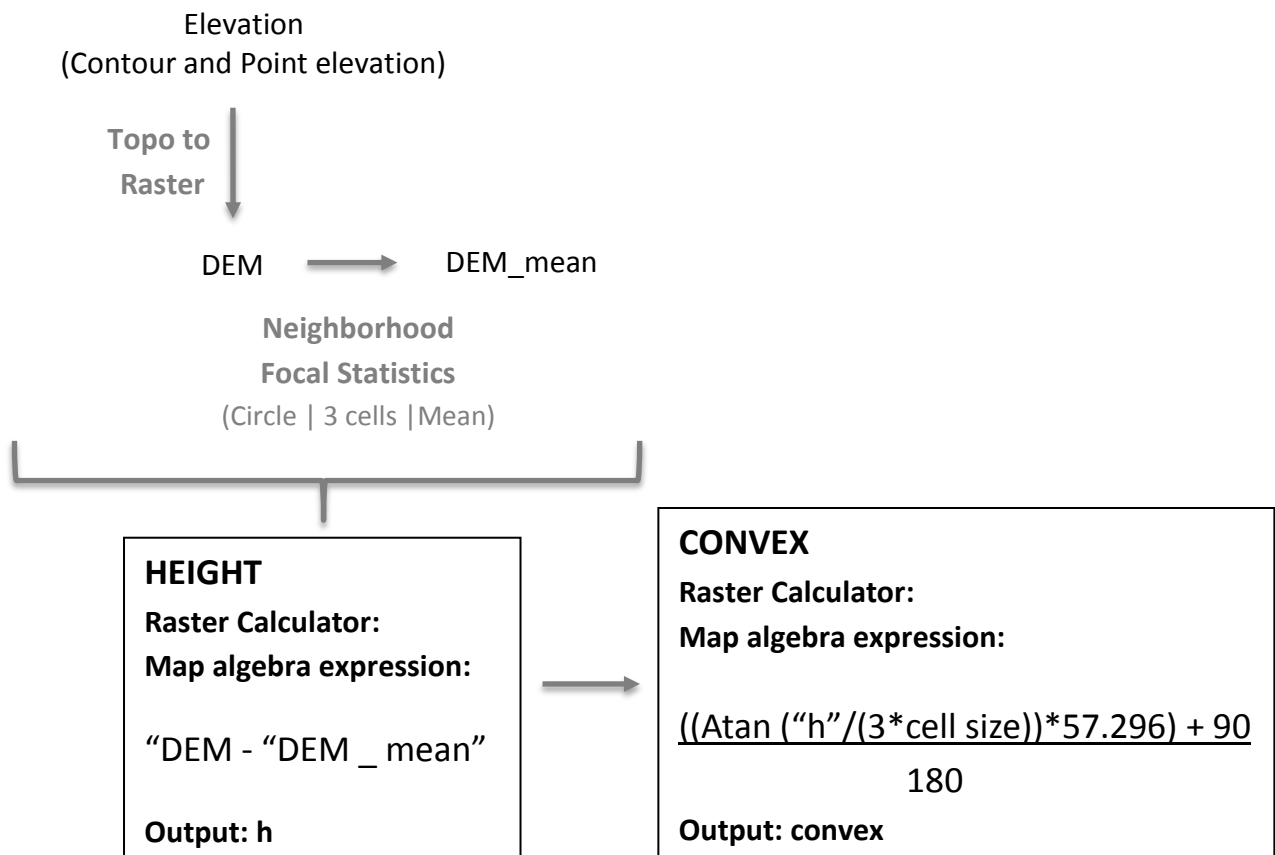 Elevation
(Contour and Point elevation)
Topo to
Raster
DEM
DEM_mean
Neighborhood
Focal Statistics
(Circle | 3 cells |Mean)
HEIGHT
Raster Calculator:
Map algebra expression:
“DEM - “DEM _ mean”
Output: h
CONVEX
Raster Calculator:
Map algebra expression:
((Atan (“h”/(3*cell size))*57.296) + 90
180
Output: convex